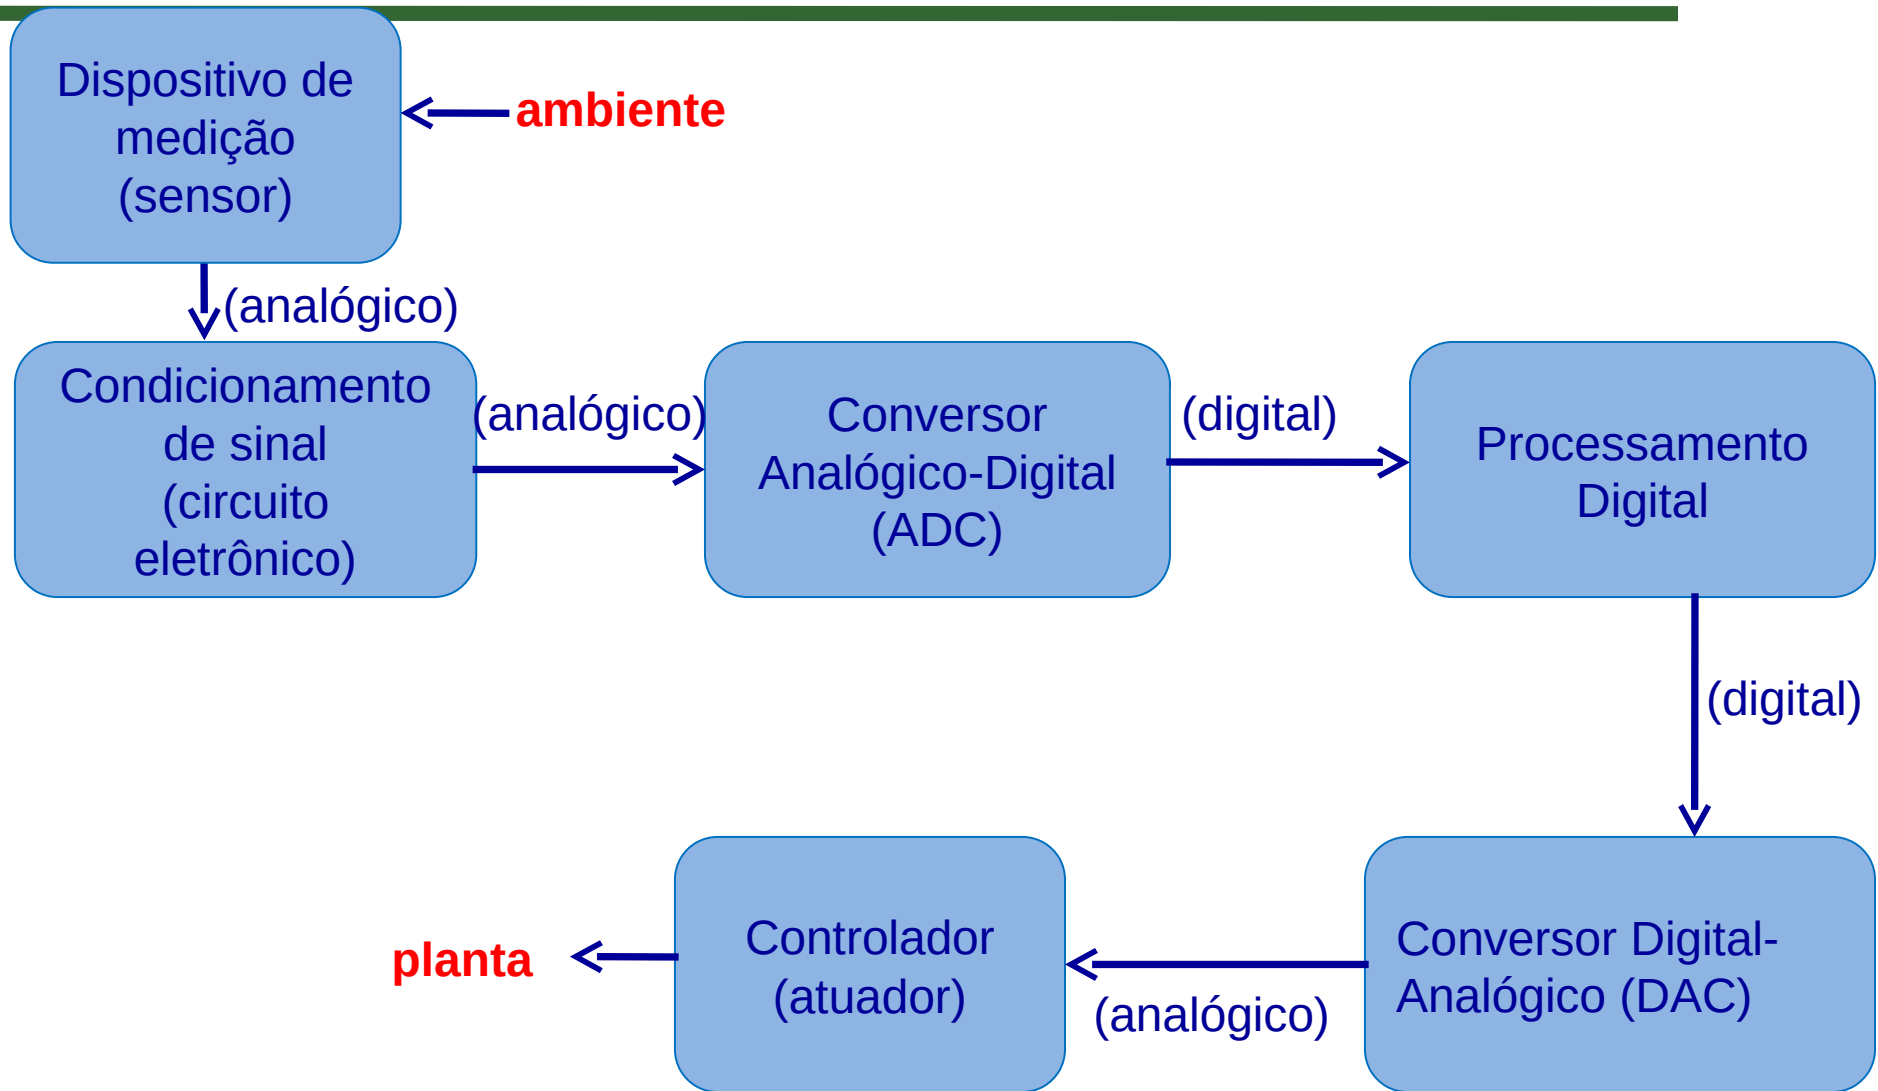 Dispositivo de
medição
(sensor)
ambiente
(analógico)
Condicionamento
de sinal
(circuito
eletrônico)
(analógico)
Conversor
Analógico-Digital
(ADC)
(digital)
Processamento
Digital
(digital)
Conversor Digital-
Analógico (DAC)
(analógico)
Controlador
(atuador)
planta